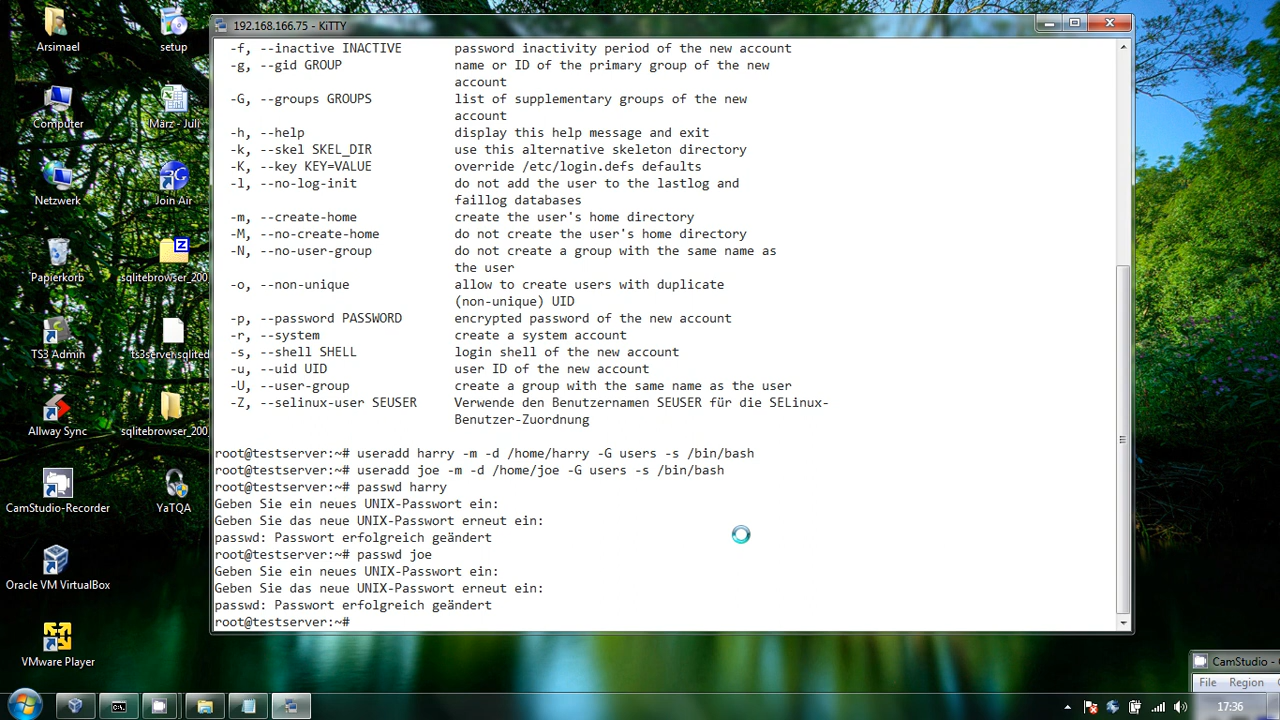 Arsimael
setup
Computer
März - Juli
Netzwerk
Join Air
Papierkorb
sqlitebrowser_200
TS3 Admin
ts3server.sqlited
Allway Sync
sqlitebrowser_200
CamStudio-Recorder
YaTQA
Oracle VM VirtualBox
VMware Player
192.168.166.75 - KiTTY
-f, --inactive INACTIVE password inactivity period of the new account
-g, --gid GROUP name or ID of the primary group of the new
account
-G, --groups GROUPS list of supplementary groups of the new
account
-h, --help display this help message and exit
-k, --skel SKEL_DIR use this alternative skeleton directory
-K, --key KEY=VALUE override /etc/login.defs defaults
-l, --no-log-init do not add the user to the lastlog and
faillog databases
-m, --create-home create the user's home directory
-M, --no-create-home do not create the user's home directory
-N, --no-user-group do not create a group with the same name as
the user
-o, --non-unique allow to create users with duplicate
(non-unique) UID
-p, --password PASSWORD encrypted password of the new account
-r, --system create a system account
-s, --shell SHELL login shell of the new account
-u, --uid UID user ID of the new account
-U, --user-group create a group with the same name as the user
-Z, --selinux-user SEUSER Verwende den Benutzernamen SEUSER für die SELinux-
Benutzer-Zuordnung
root@testserver:~# useradd harry -m -d /home/harry -G users -s /bin/bash
root@testserver:~# useradd joe -m -d /home/joe -G users -s /bin/bash
root@testserver:~# passwd harry
Geben Sie ein neues UNIX-Passwort ein:
Geben Sie das neue UNIX-Passwort erneut ein:
passwd: Passwort erfolgreich geändert
root@testserver:~# passwd joe
Geben Sie ein neues UNIX-Passwort ein:
Geben Sie das neue UNIX-Passwort erneut ein:
passwd: Passwort erfolgreich geändert
root@testserver:~#
CamStudio -
File Region
17:36